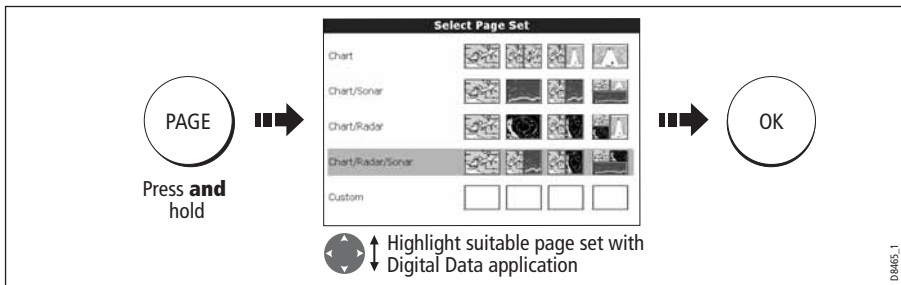 Select Page Set
Chart
Chart/Sonar
Chart/Radar
Chart/Radar/Sonar
Custom
PAGE
Press and
hold
OK
Highlight suitable page set with
Digital Data application
D8465_1